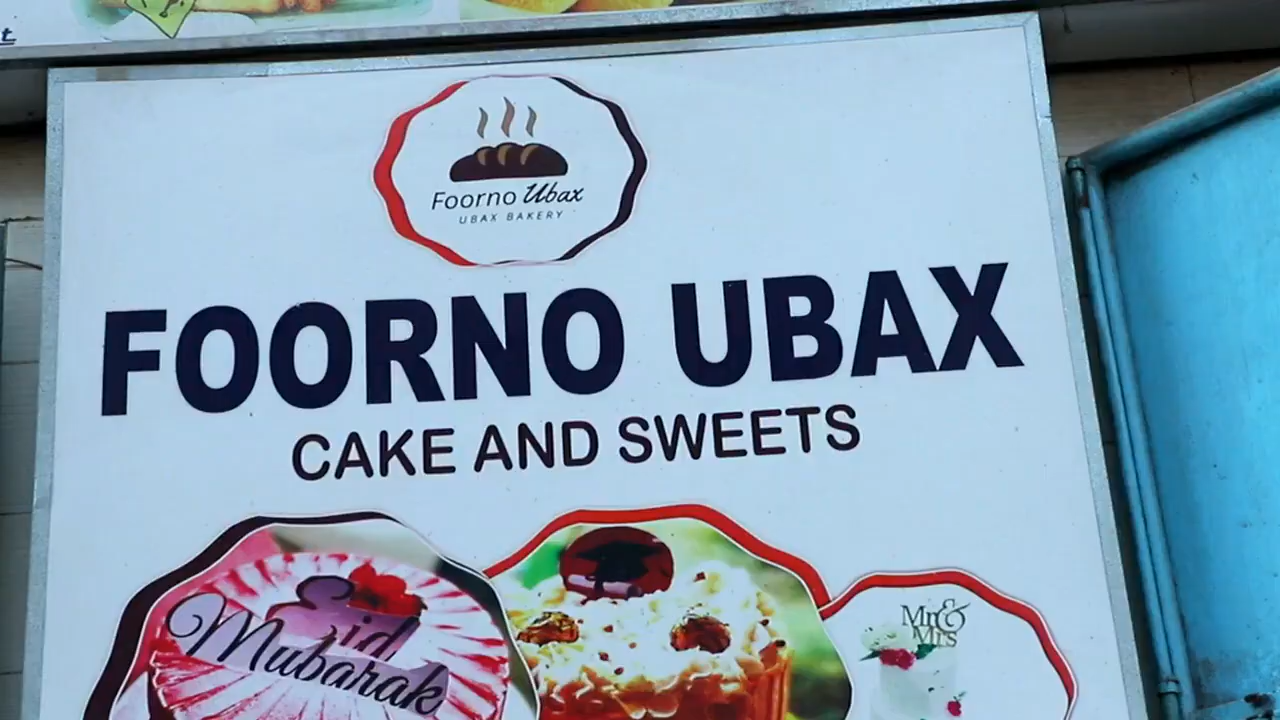 Foorno Ubax
UBAX BAKERY
FOORNO UBAX
CAKE AND SWEETS
Eid
Mubarak
Mr &
Mrs